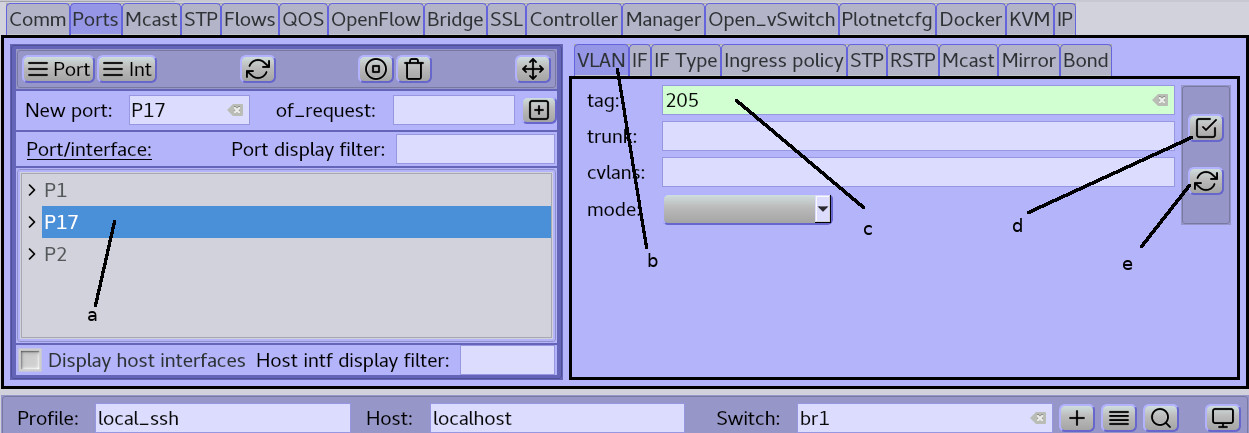 Comm Ports Mcast STP Flows QOS OpenFlow Bridge SSL Controller Manager Open_vSwitch Plotnetcfg Docker KVM IP
Port Int
New port: P17 of_request:
Port/interface: Port display filter:
P1
P17
P2
a
Display host interfaces Host intf display filter:
VLAN IF IF Type Ingress policy STP RSTP Mcast Mirror Bond
tag: 205
trunk:
cvlans:
mode:
c
d
b
e
Profile: local_ssh Host: localhost Switch: br1